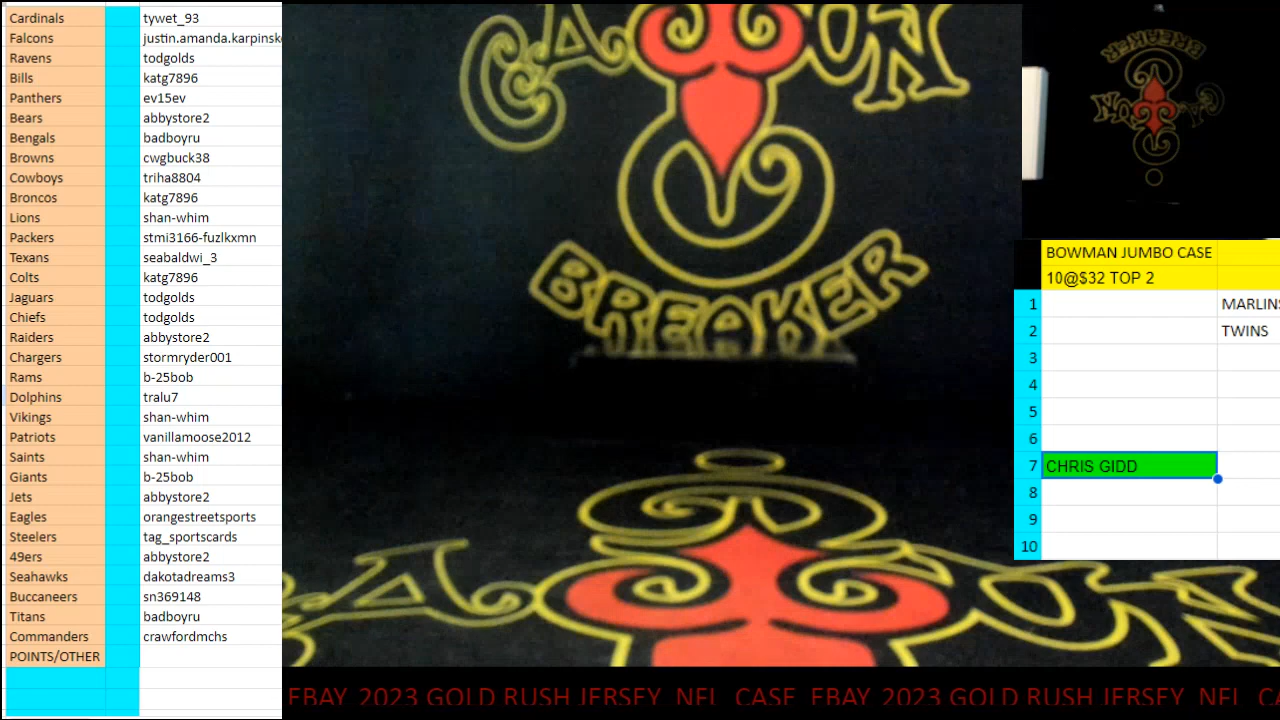 Cardinals tywet_93
Falcons justin.amanda.karpinsk
Ravens todgolds
Bills katg7896
Panthers ev15ev
Bears abbystore2
Bengals badboyru
Browns cwgbuck38
Cowboys triha8804
Broncos katg7896
Lions shan-whim
Packers stmi3166-fuzlkxmn
Texans seabaldwi_3
Colts katg7896
Jaguars todgolds
Chiefs todgolds
Raiders abbystore2
Chargers stormryder001
Rams b-25bob
Dolphins tralu7
Vikings shan-whim
Patriots vanillamoose2012
Saints shan-whim
Giants b-25bob
Jets abbystore2
Eagles orangestreetsports
Steelers tag_sportscards
49ers abbystore2
Seahawks dakotadreams3
Buccaneers sn369148
Titans badboyru
Commanders crawfordmchs
POINTS/OTHER
BREAKER
BREAKER
BOWMAN JUMBO CASE
10@$32 TOP 2
1 MARLINS
2 TWINS
3
4
5
6
7 CHRIS GIDD
8
9
10
EBAY 2023 GOLD RUSH JERSEY NFL CASE EBAY 2023 GOLD RUSH JERSEY NFL CA